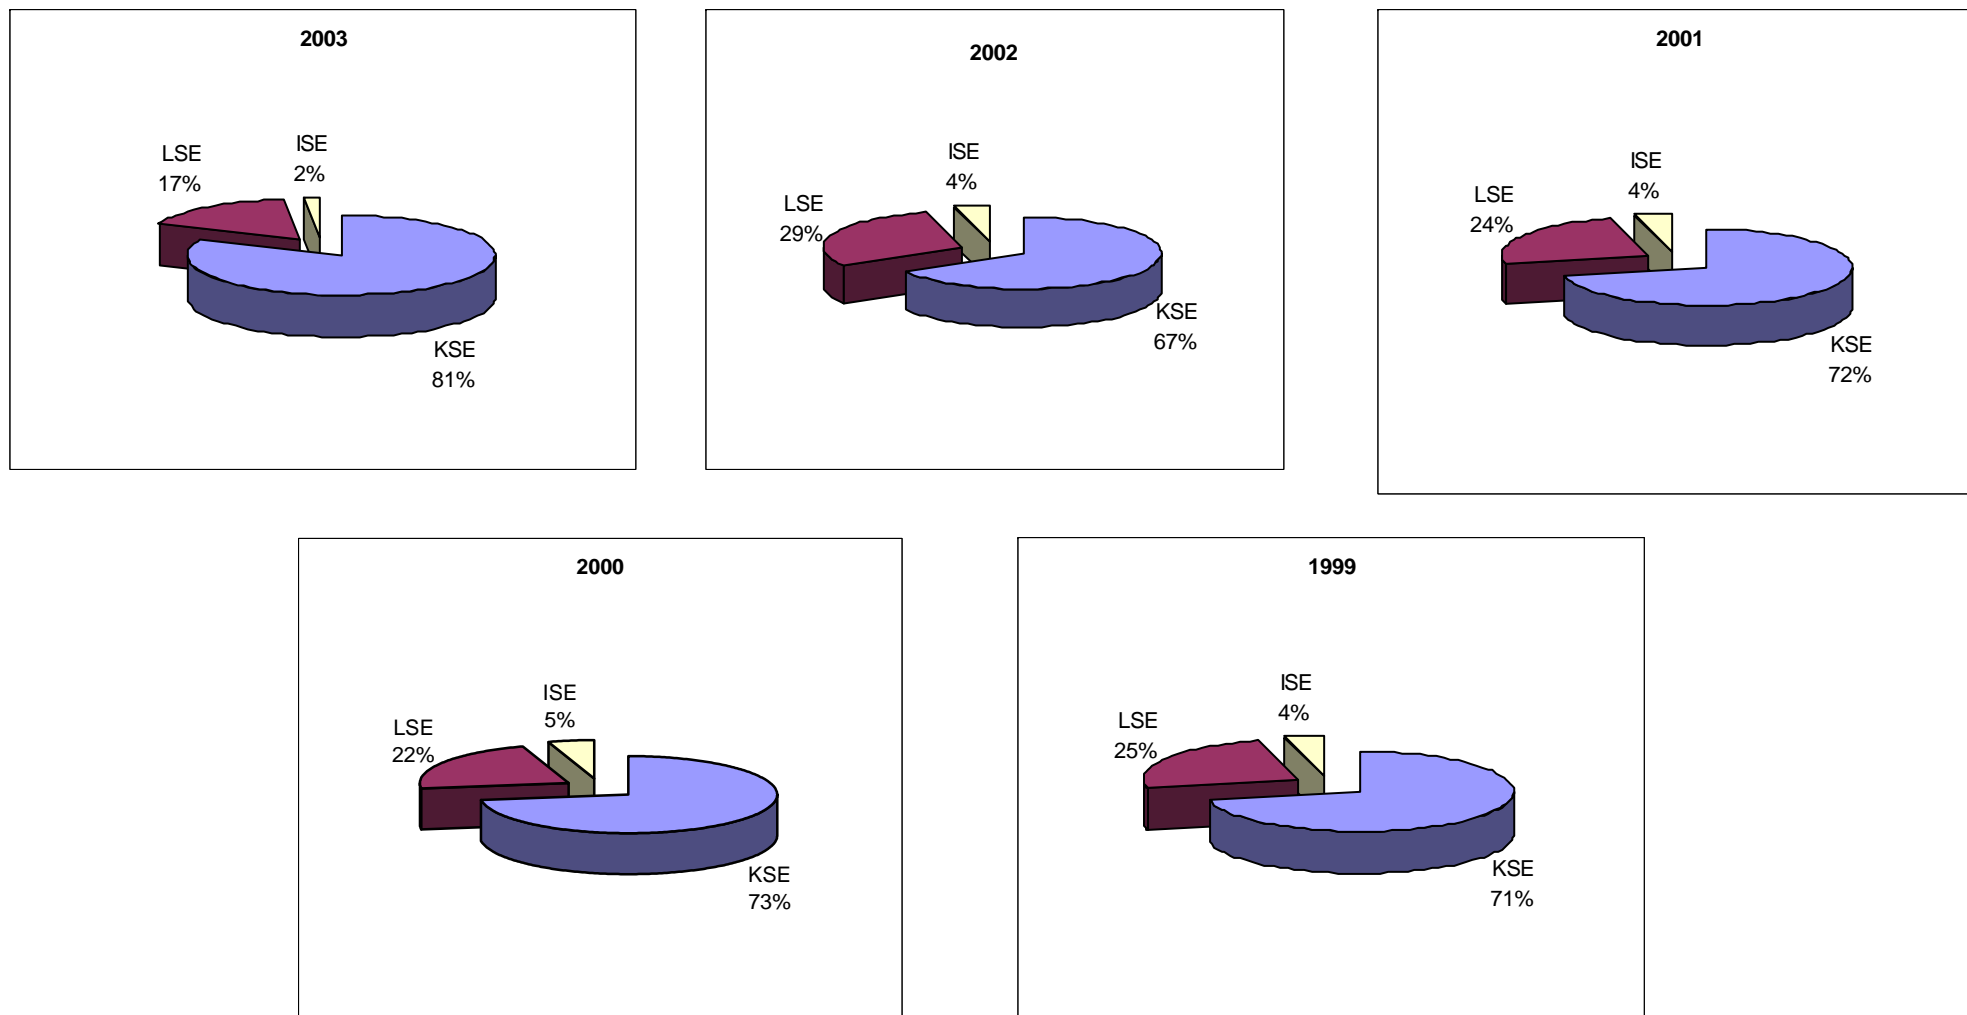 2003
ISE
2%
LSE
17%
KSE
81%
2002
ISE
4%
LSE
29%
KSE
67%
2001
ISE
4%
LSE
24%
KSE
72%
2000
ISE
5%
LSE
22%
KSE
73%
1999
ISE
4%
LSE
25%
KSE
71%